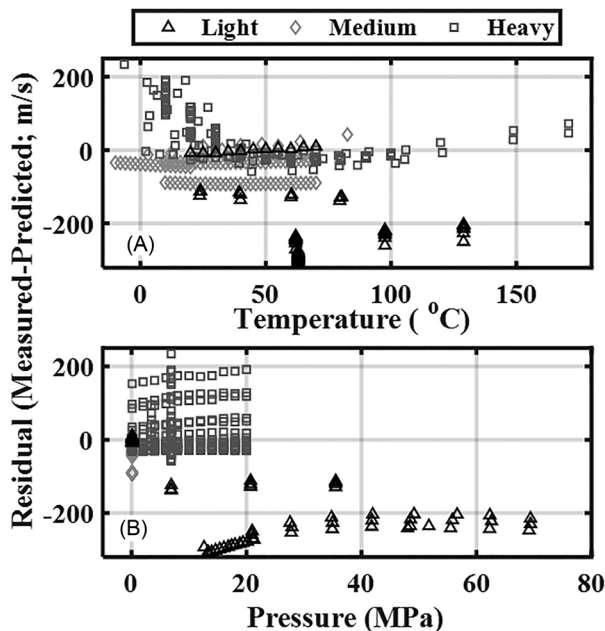 Light Medium Heavy
Residual (Measured-Predicted; m/s)
200
0
-200
(A)
0 50 100 150
Temperature ( °C)
200
0
-200
(B)
0 20 40 60 80
Pressure (MPa)